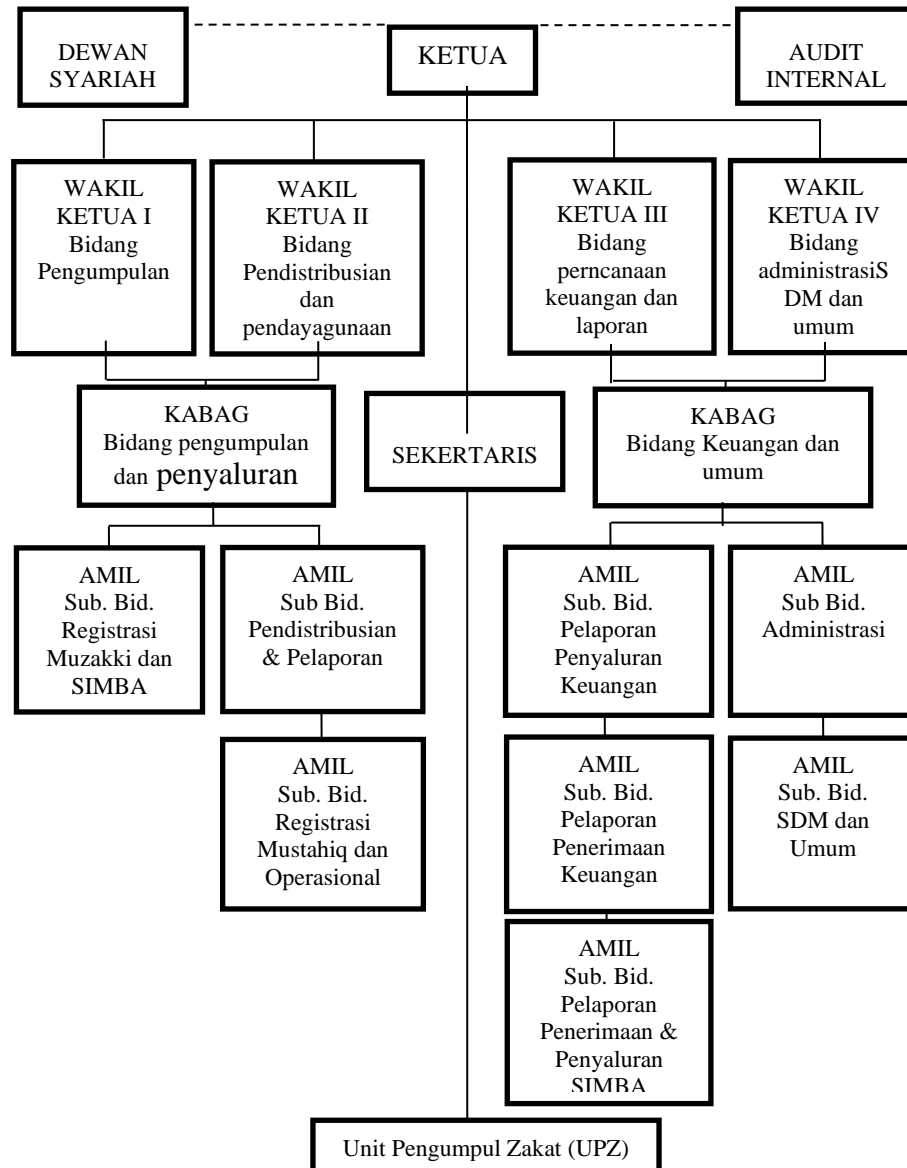 DEWAN
SYARIAH
KETUA
AUDIT
INTERNAL
WAKIL
KETUA I
Bidang
Pengumpulan
WAKIL
KETUA II
Bidang
Pendistribusian
dan
pendayagunaan
WAKIL
KETUA III
Bidang
perncanaan
keuangan dan
laporan
WAKIL
KETUA IV
Bidang
administrasiS
DM dan
umum
KABAG
Bidang pengumpulan
dan penyaluran
SEKERTARIS
KABAG
Bidang Keuangan dan
umum
AMIL
Sub. Bid.
Registrasi
Muzakki dan
SIMBA
AMIL
Sub Bid.
Pendistribusian
& Pelaporan
AMIL
Sub. Bid.
Pelaporan
Penyaluran
Keuangan
AMIL
Sub Bid.
Administrasi
AMIL
Sub. Bid.
Registrasi
Mustahiq dan
Operasional
AMIL
Sub. Bid.
Pelaporan
Penerimaan
Keuangan
AMIL
Sub. Bid.
SDM dan
Umum
AMIL
Sub. Bid.
Pelaporan
Penerimaan &
Penyaluran
SIMBA
Unit Pengumpul Zakat (UPZ)